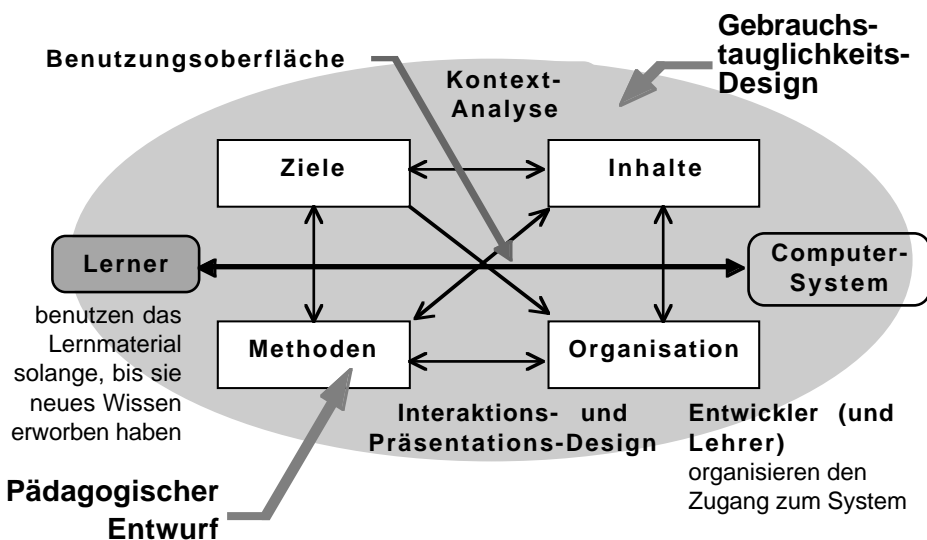 Gebrauchs-
tauglichkeits-
Design
Benutzungsoberfläche
Kontext-
Analyse
Ziele
Inhalte
Lerner
Computer-
System
benutzen das
Lernmaterial
solange, bis sie
neues Wissen
erworben haben
Methoden
Organisation
Interaktions- und
Präsentations-Design
Entwickler (und
Lehrer)
organisieren den
Zugang zum System
Pädagogischer
Entwurf